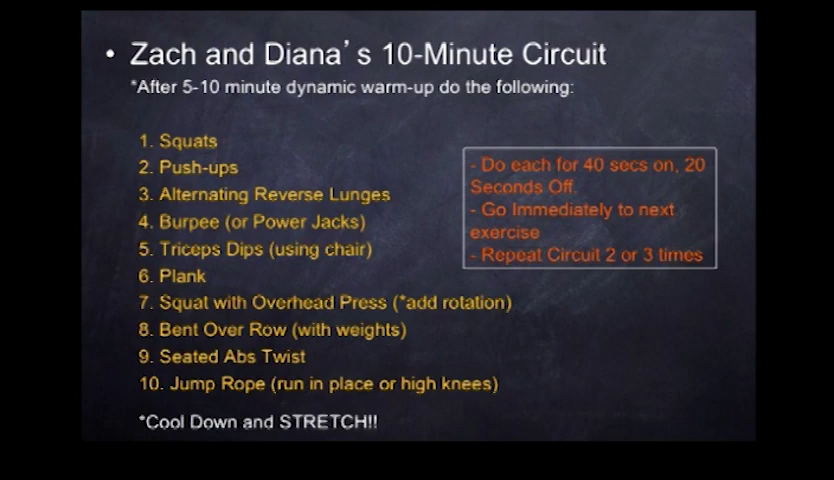 • Zach and Diana's 10-Minute Circuit
*After 5-10 minute dynamic warm-up do the following:
1. Squats
2. Push-ups
3. Alternating Reverse Lunges
4. Burpee (or Power Jacks)
5. Triceps Dips (using chair)
6. Plank
7. Squat with Overhead Press (*add rotation)
8. Bent Over Row (with weights)
9. Seated Abs Twist
10. Jump Rope (run in place or high knees)
- Do each for 40 secs on, 20
Seconds Off.
- Go Immediately to next
exercise
- Repeat Circuit 2 or 3 times
*Cool Down and STRETCH!!